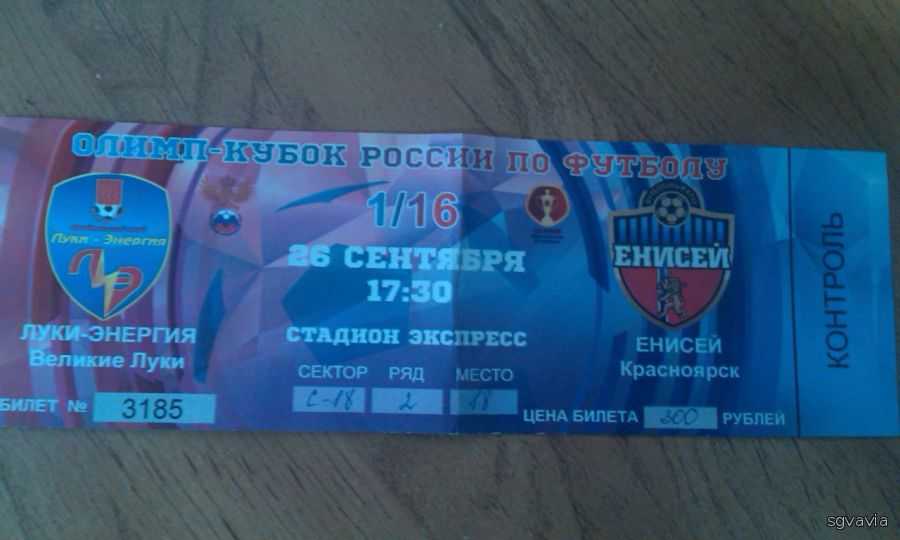 ОЛИМП-КУБОК РОССИИ ПО ФУТБОЛУ
1/16
26 СЕНТЯБРЯ
17:30
СТАДИОН ЭКСПРЕСС
Луки - Энергия
ЛУКИ-ЭНЕРГИЯ
Великие Луки
ЕНИСЕЙ
ЕНИСЕЙ
Красноярск
СЕКТОР РЯД МЕСТО
С-18 2 18
БИЛЕТ № 3185
ЦЕНА БИЛЕТА 300 РУБЛЕЙ
КОНТРОЛЬ
sgvavia